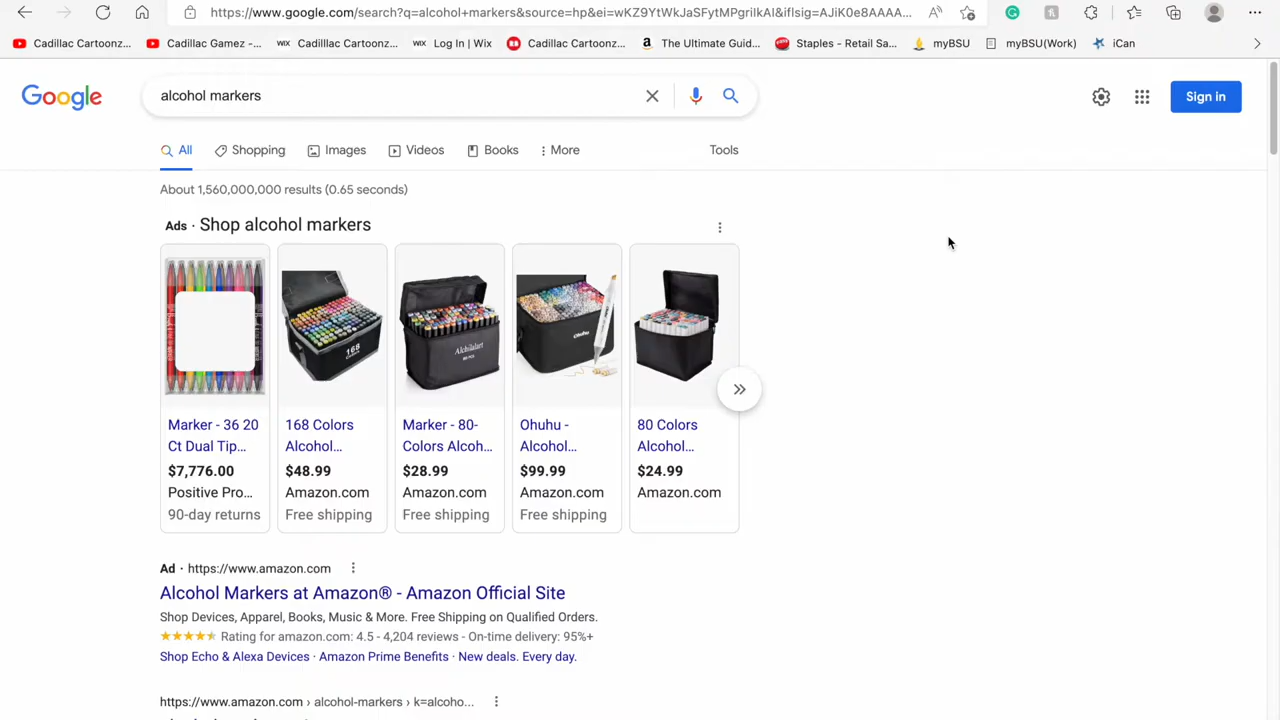 https://www.google.com/search?q=alcohol+markers&source=hp&ei=wKZ9YtWkJaSFytMPgrilkAI&iflsig=AJiK0e8AAAA...
Cadillac Cartoonz...
Cadillac Gamez -...
WIX Cadilllac Cartoonz...
WIX Log In | Wix
Cadillac Cartoonz...
a The Ultimate Guid...
Staples - Retail Sa...
myBSU
myBSU(Work)
iCan
Google
alcohol markers
Sign in
All
Shopping
Images
Videos
Books
More
Tools
About 1,560,000,000 results (0.65 seconds)
Ads · Shop alcohol markers
168
Alchilalart
80 PCS
Ohuhu
Marker - 36 20
Ct Dual Tip...
$7,776.00
Positive Pro...
90-day returns
168 Colors
Alcohol...
$48.99
Amazon.com
Free shipping
Marker - 80-
Colors Alcoh...
$28.99
Amazon.com
Free shipping
Ohuhu -
Alcohol...
$99.99
Amazon.com
Free shipping
80 Colors
Alcohol...
$24.99
Amazon.com
Ad · https://www.amazon.com
Alcohol Markers at Amazon® - Amazon Official Site
Shop Devices, Apparel, Books, Music & More. Free Shipping on Qualified Orders.
Rating for amazon.com: 4.5 - 4,204 reviews - On-time delivery: 95%+
Shop Echo & Alexa Devices · Amazon Prime Benefits · New deals. Every day.
https://www.amazon.com › alcohol-markers › k=alcoho...